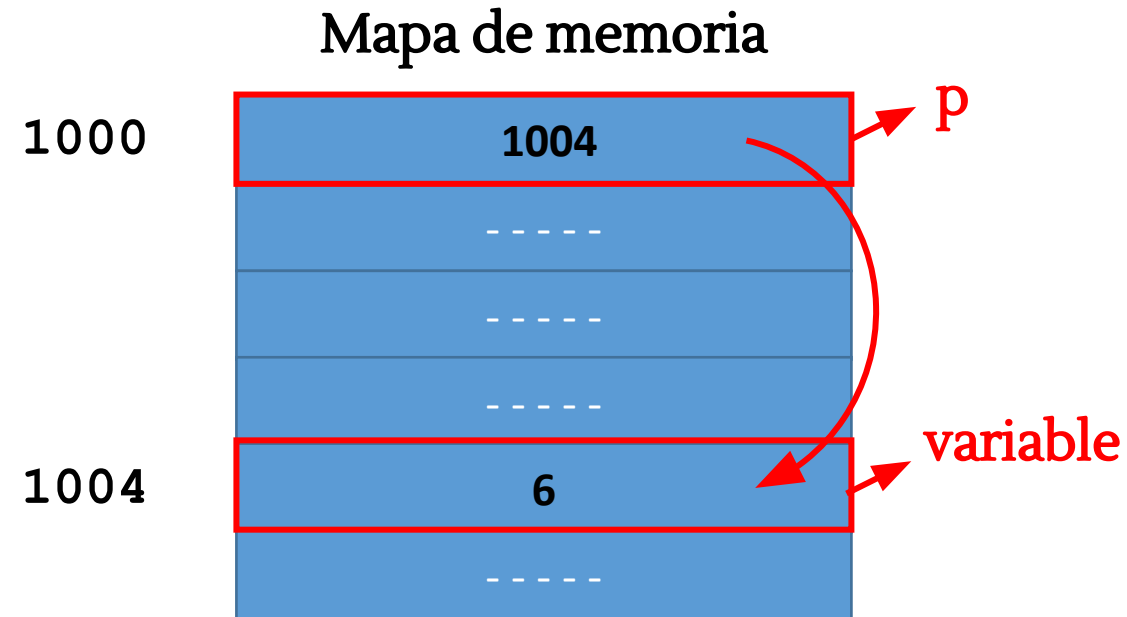 Mapa de memoria
1000
1004
p
- - - - -
- - - - -
- - - - -
variable
1004
6
- - - - -